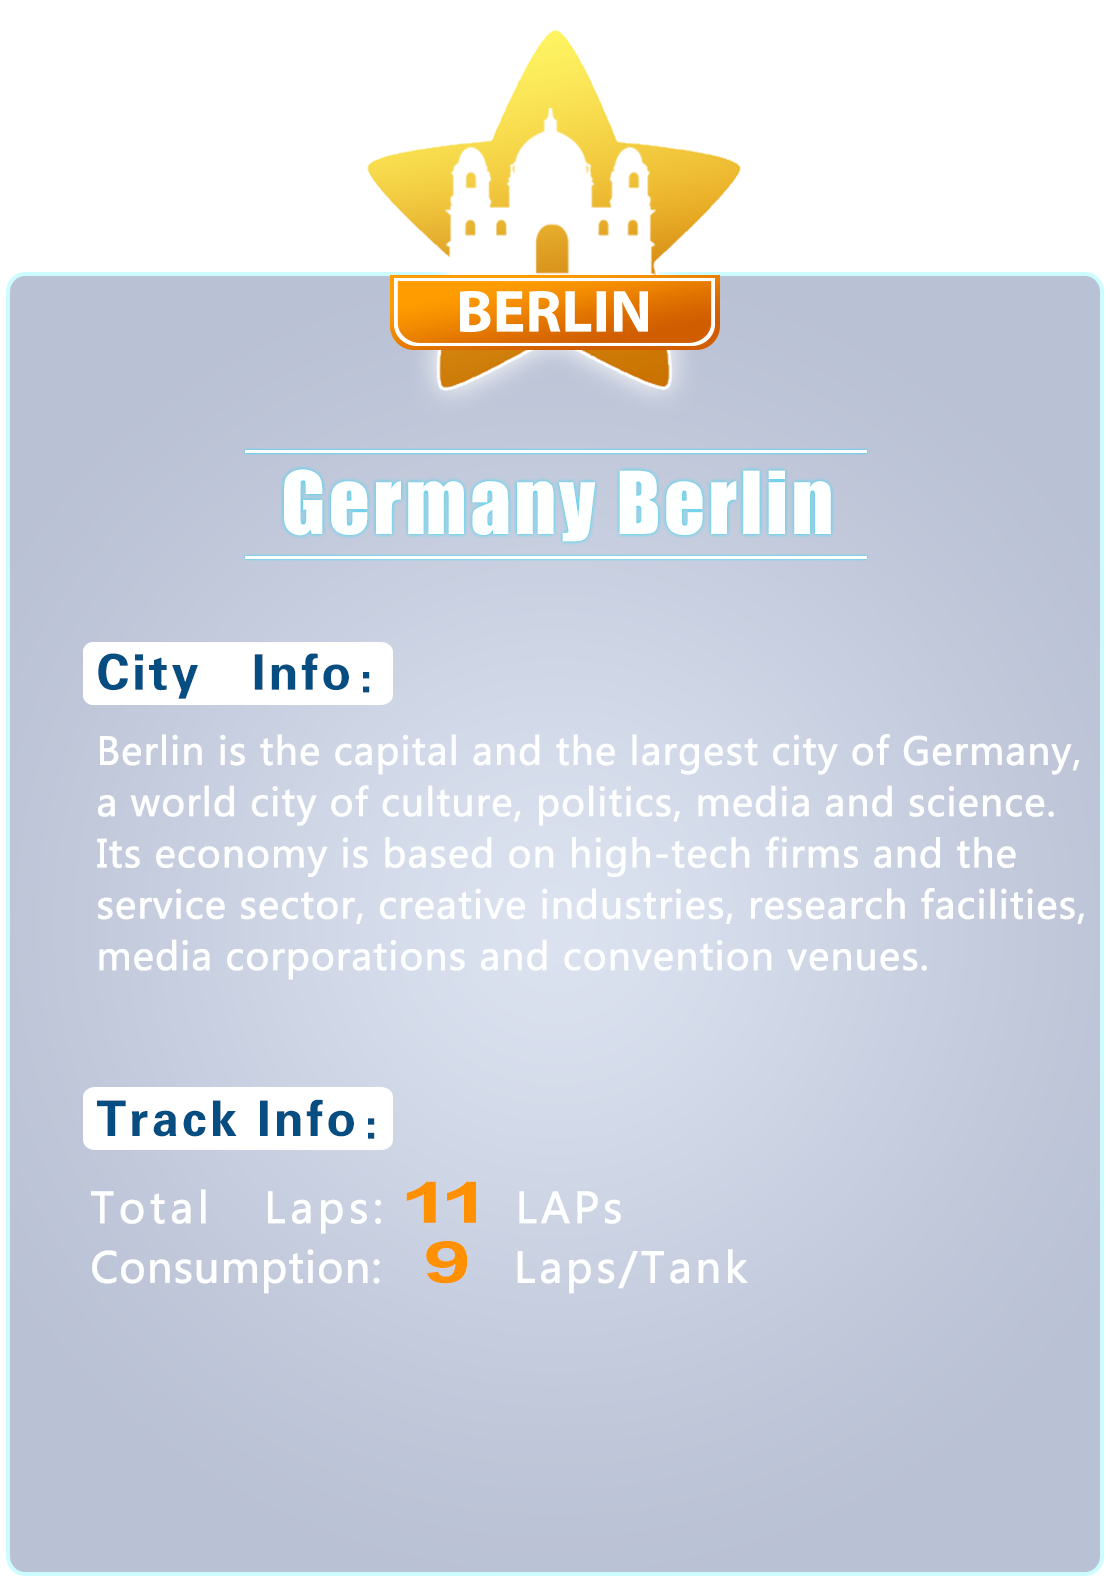 BERLIN
Germany Berlin
City Info:
Berlin is the capital and the largest city of Germany,
a world city of culture, politics, media and science.
Its economy is based on high-tech firms and the
service sector, creative industries, research facilities,
media corporations and convention venues.
Track Info:
Total Laps: 11 LAPs
Consumption: 9 Laps/Tank